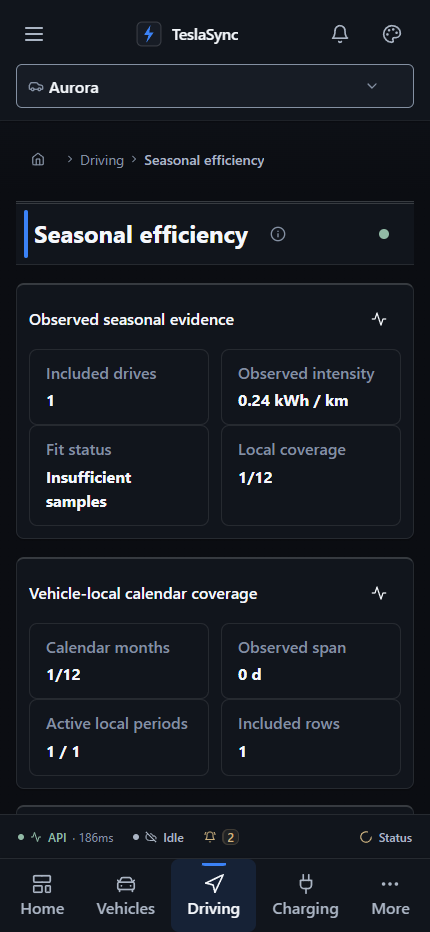 TeslaSync
Aurora
Driving
Seasonal efficiency
Seasonal efficiency
Observed seasonal evidence
Included drives
1
Observed intensity
0.24 kWh / km
Fit status
Insufficient
samples
Local coverage
1/12
Vehicle-local calendar coverage
Calendar months
1/12
Observed span
0 d
Active local periods
1 / 1
Included rows
1
API · 186ms
Idle
2
Status
Home
Vehicles
Driving
Charging
More